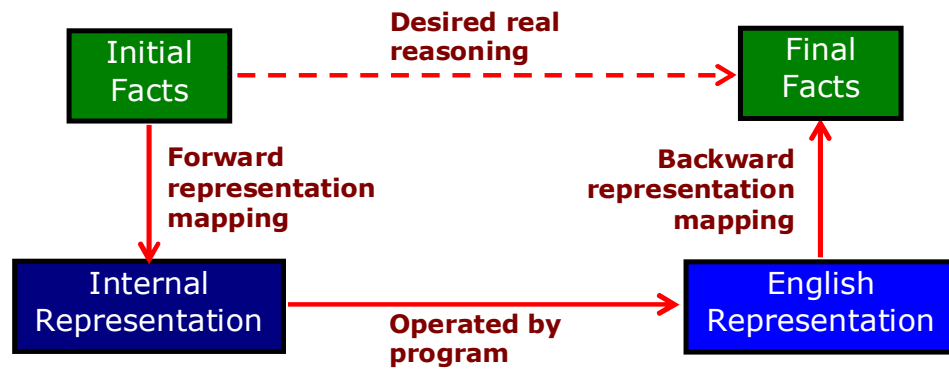 Initial
Facts
Desired real
reasoning
Final
Facts
Forward
representation
mapping
Backward
representation
mapping
Internal
Representation
Operated by
program
English
Representation